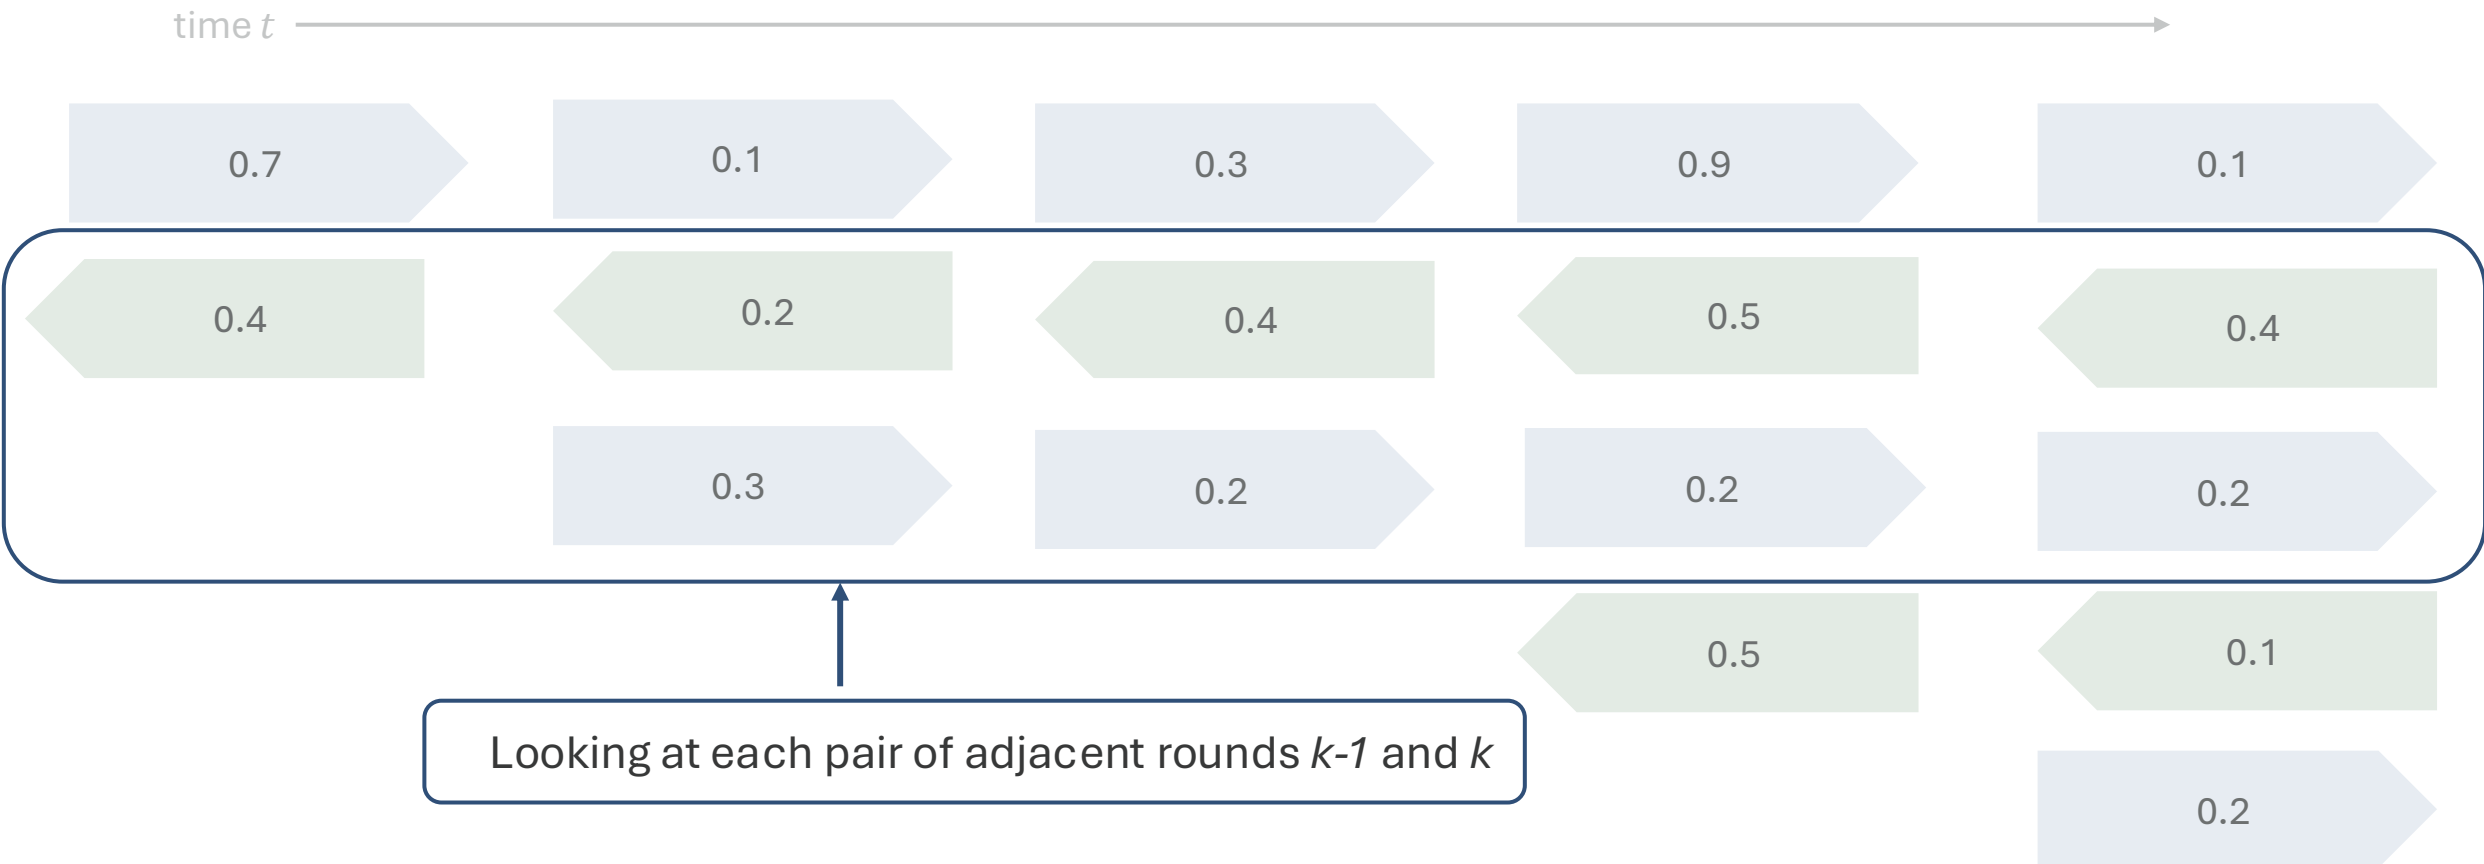 time t
0.7 0.1 0.3 0.9 0.1
0.4 0.2 0.4 0.5 0.4
0.3 0.2 0.2 0.2
0.5 0.1
Looking at each pair of adjacent rounds k-1 and k
0.2